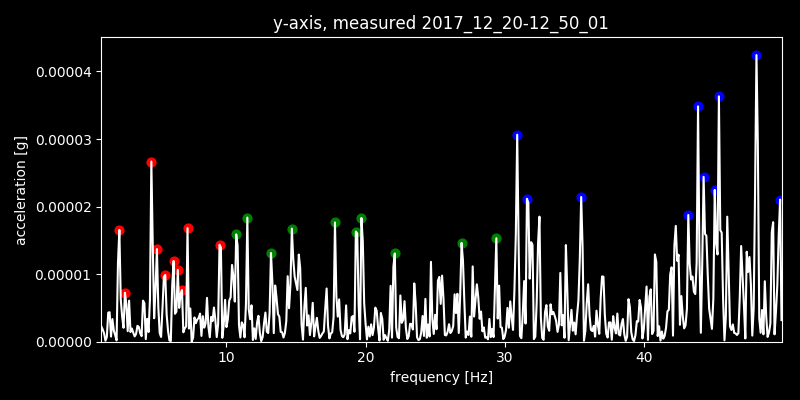 y-axis, measured 2017_12_20-12_50_01
acceleration [g]
0.00004
0.00003
0.00002
0.00001
0.00000
10 20 30 40
frequency [Hz]